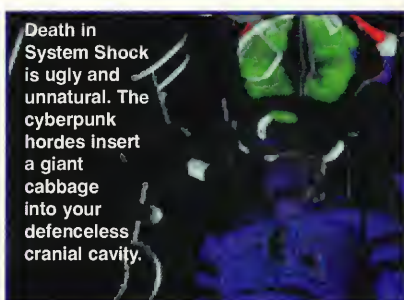 Death in
System Shock
is ugly and
unnatural. The
cyberpunk
hordes insert
a giant
cabbage
into your
defenceless
cranial cavity.